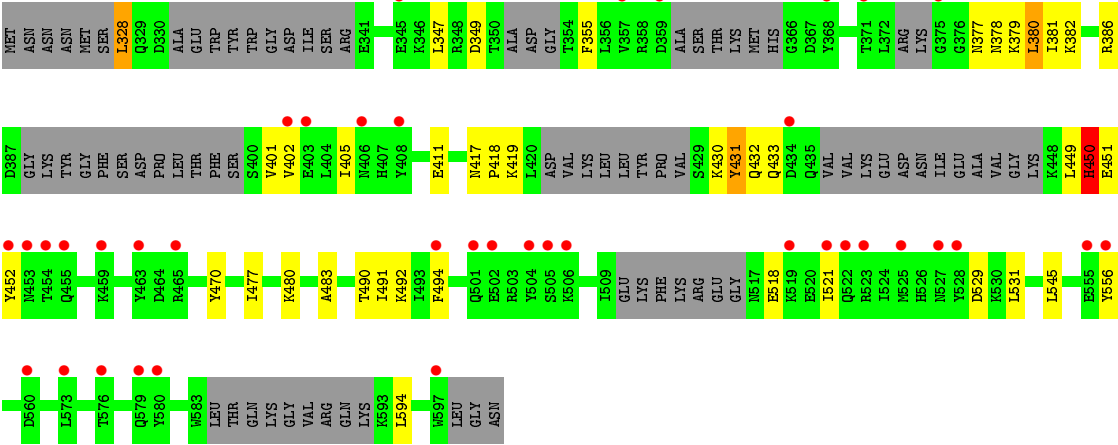 MET ASN ASN ASN MET SER L328 Q329 D330 ALA GLU TRP TYR TRP GLY ASP ILE SER ARG E341 E345 K346 L347 R348 D349 T350 ALA ASP GLY T354 F355 L356 V357 R358 D359 ALA SER THR LYS MET HIS G366 D367 Y368 T371 L372 ARG LYS G375 G376 N377 N378 K379 L380 I381 K382 R386
D387 GLY LYS TYR GLY PHE SER ASP PRO LEU THR PHE SER S400 V401 V402 E403 L404 I405 N406 H407 Y408 E411 N417 P418 K419 L420 ASP VAL LYS LEU LEU TYR PRO VAL S429 K430 Y431 Q432 Q433 D434 Q435 VAL VAL LYS GLU ASP ASN ILE GLU ALA VAL GLY LYS K448 L449 H450 E451
Y452 N453 T454 Q455 K459 Y463 D464 R465 Y470 I477 K480 A483 T490 I491 K492 I493 F494 Q501 E502 R503 Y504 S505 K506 I509 GLU LYS PHE LYS ARG GLU GLY N517 E518 K519 E520 I521 Q522 R523 I524 M525 H526 N527 Y528 D529 K530 L531 L545 E555 Y556
D560 L573 T576 Q579 Y580 W583 LEU THR GLN LYS GLY VAL ARG GLN LYS K593 L594 W597 LEU GLY ASN